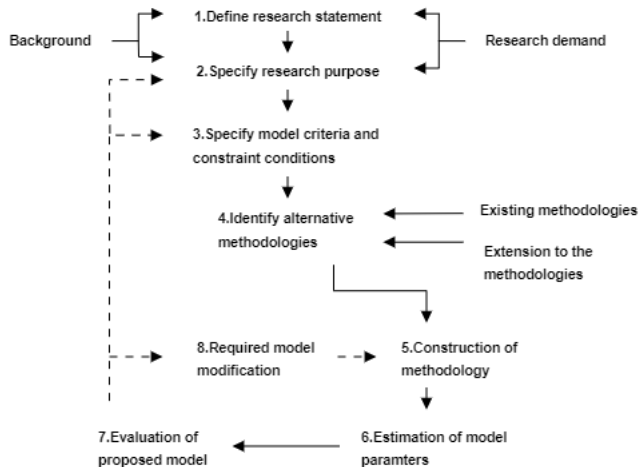 1.Define research statement
Background
Research demand
2.Specify research purpose
3.Specify model criteria and
constraint conditions
4.Identify alternative
methodologies
Existing methodologies
Extension to the
methodologies
8.Required model
modification
5.Construction of
methodology
7.Evaluation of
proposed model
6.Estimation of model
paramters